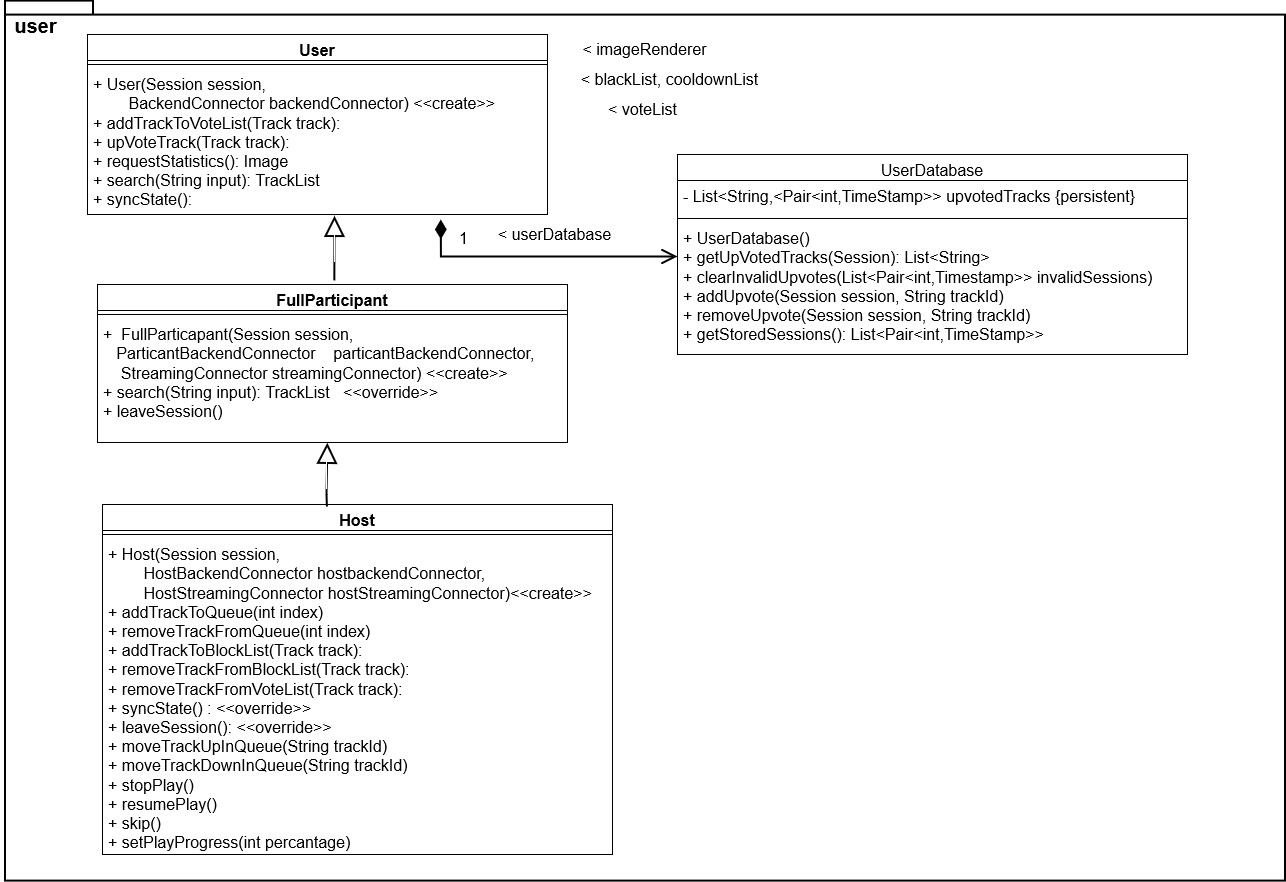 user
User
+ User(Session session,
BackendConnector backendConnector) <<create>>
+ addTrackToVoteList(Track track):
+ upVoteTrack(Track track):
+ requestStatistics(): Image
+ search(String input): TrackList
+ syncState():
< imageRenderer
< blackList, cooldownList
< voteList
UserDatabase
- List<String,<Pair<int,TimeStamp>> upvotedTracks {persistent}
+ UserDatabase()
+ getUpVotedTracks(Session): List<String>
+ clearInvalidUpvotes(List<Pair<int,Timestamp>> invalidSessions)
+ addUpvote(Session session, String trackId)
+ removeUpvote(Session session, String trackId)
+ getStoredSessions(): List<Pair<int,TimeStamp>>
1
< userDatabase
FullParticipant
+ FullParticapant(Session session,
ParticantBackendConnector particantBackendConnector,
StreamingConnector streamingConnector) <<create>>
+ search(String input): TrackList <<override>>
+ leaveSession()
Host
+ Host(Session session,
HostBackendConnector hostbackendConnector,
HostStreamingConnector hostStreamingConnector)<<create>>
+ addTrackToQueue(int index)
+ removeTrackFromQueue(int index)
+ addTrackToBlockList(Track track):
+ removeTrackFromBlockList(Track track):
+ removeTrackFromVoteList(Track track):
+ syncState() : <<override>>
+ leaveSession(): <<override>>
+ moveTrackUpInQueue(String trackId)
+ moveTrackDownInQueue(String trackId)
+ stopPlay()
+ resumePlay()
+ skip()
+ setPlayProgress(int percantage)